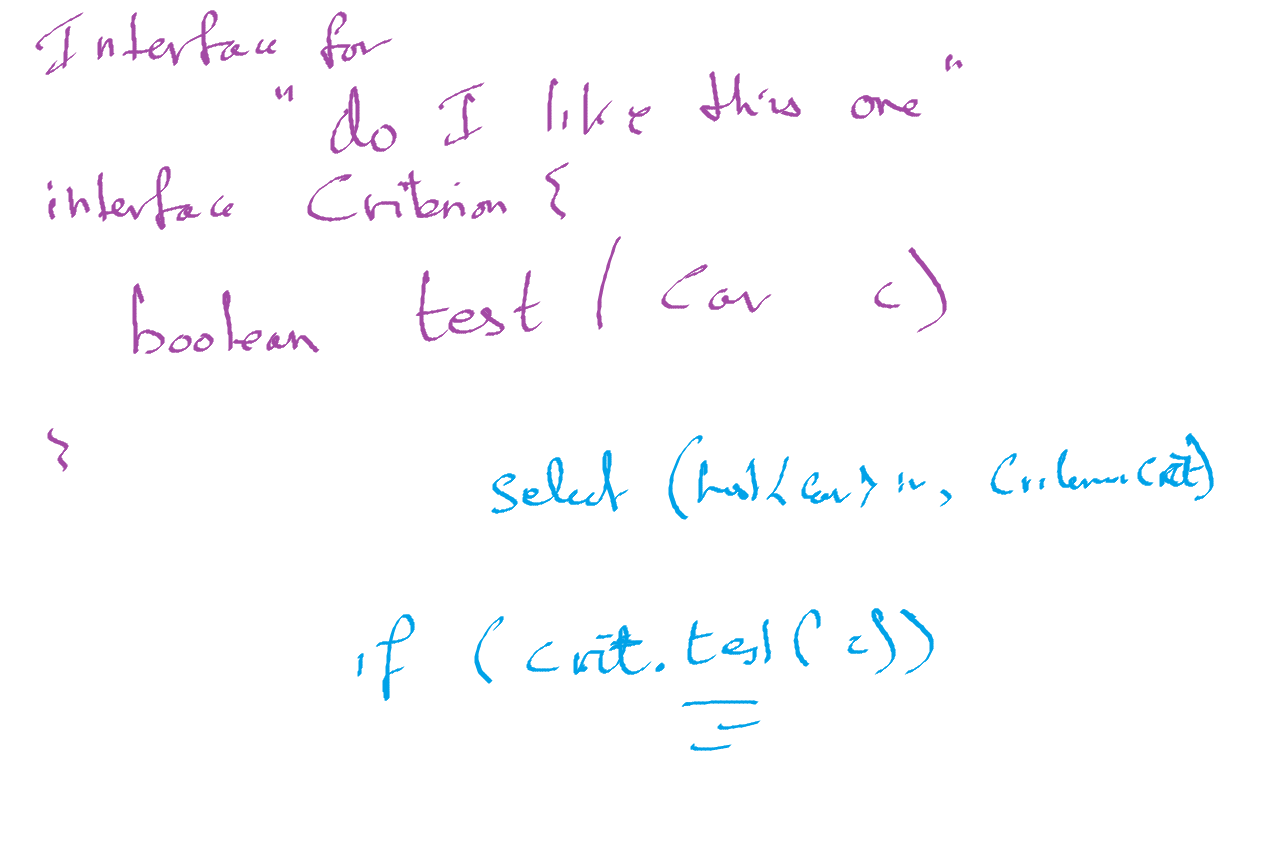 Interface for
" do I like this one "
interface Criterion {
boolean test ( Car c)
}
select (List<Car> in, Criterion crit)
if ( crit.test( c))